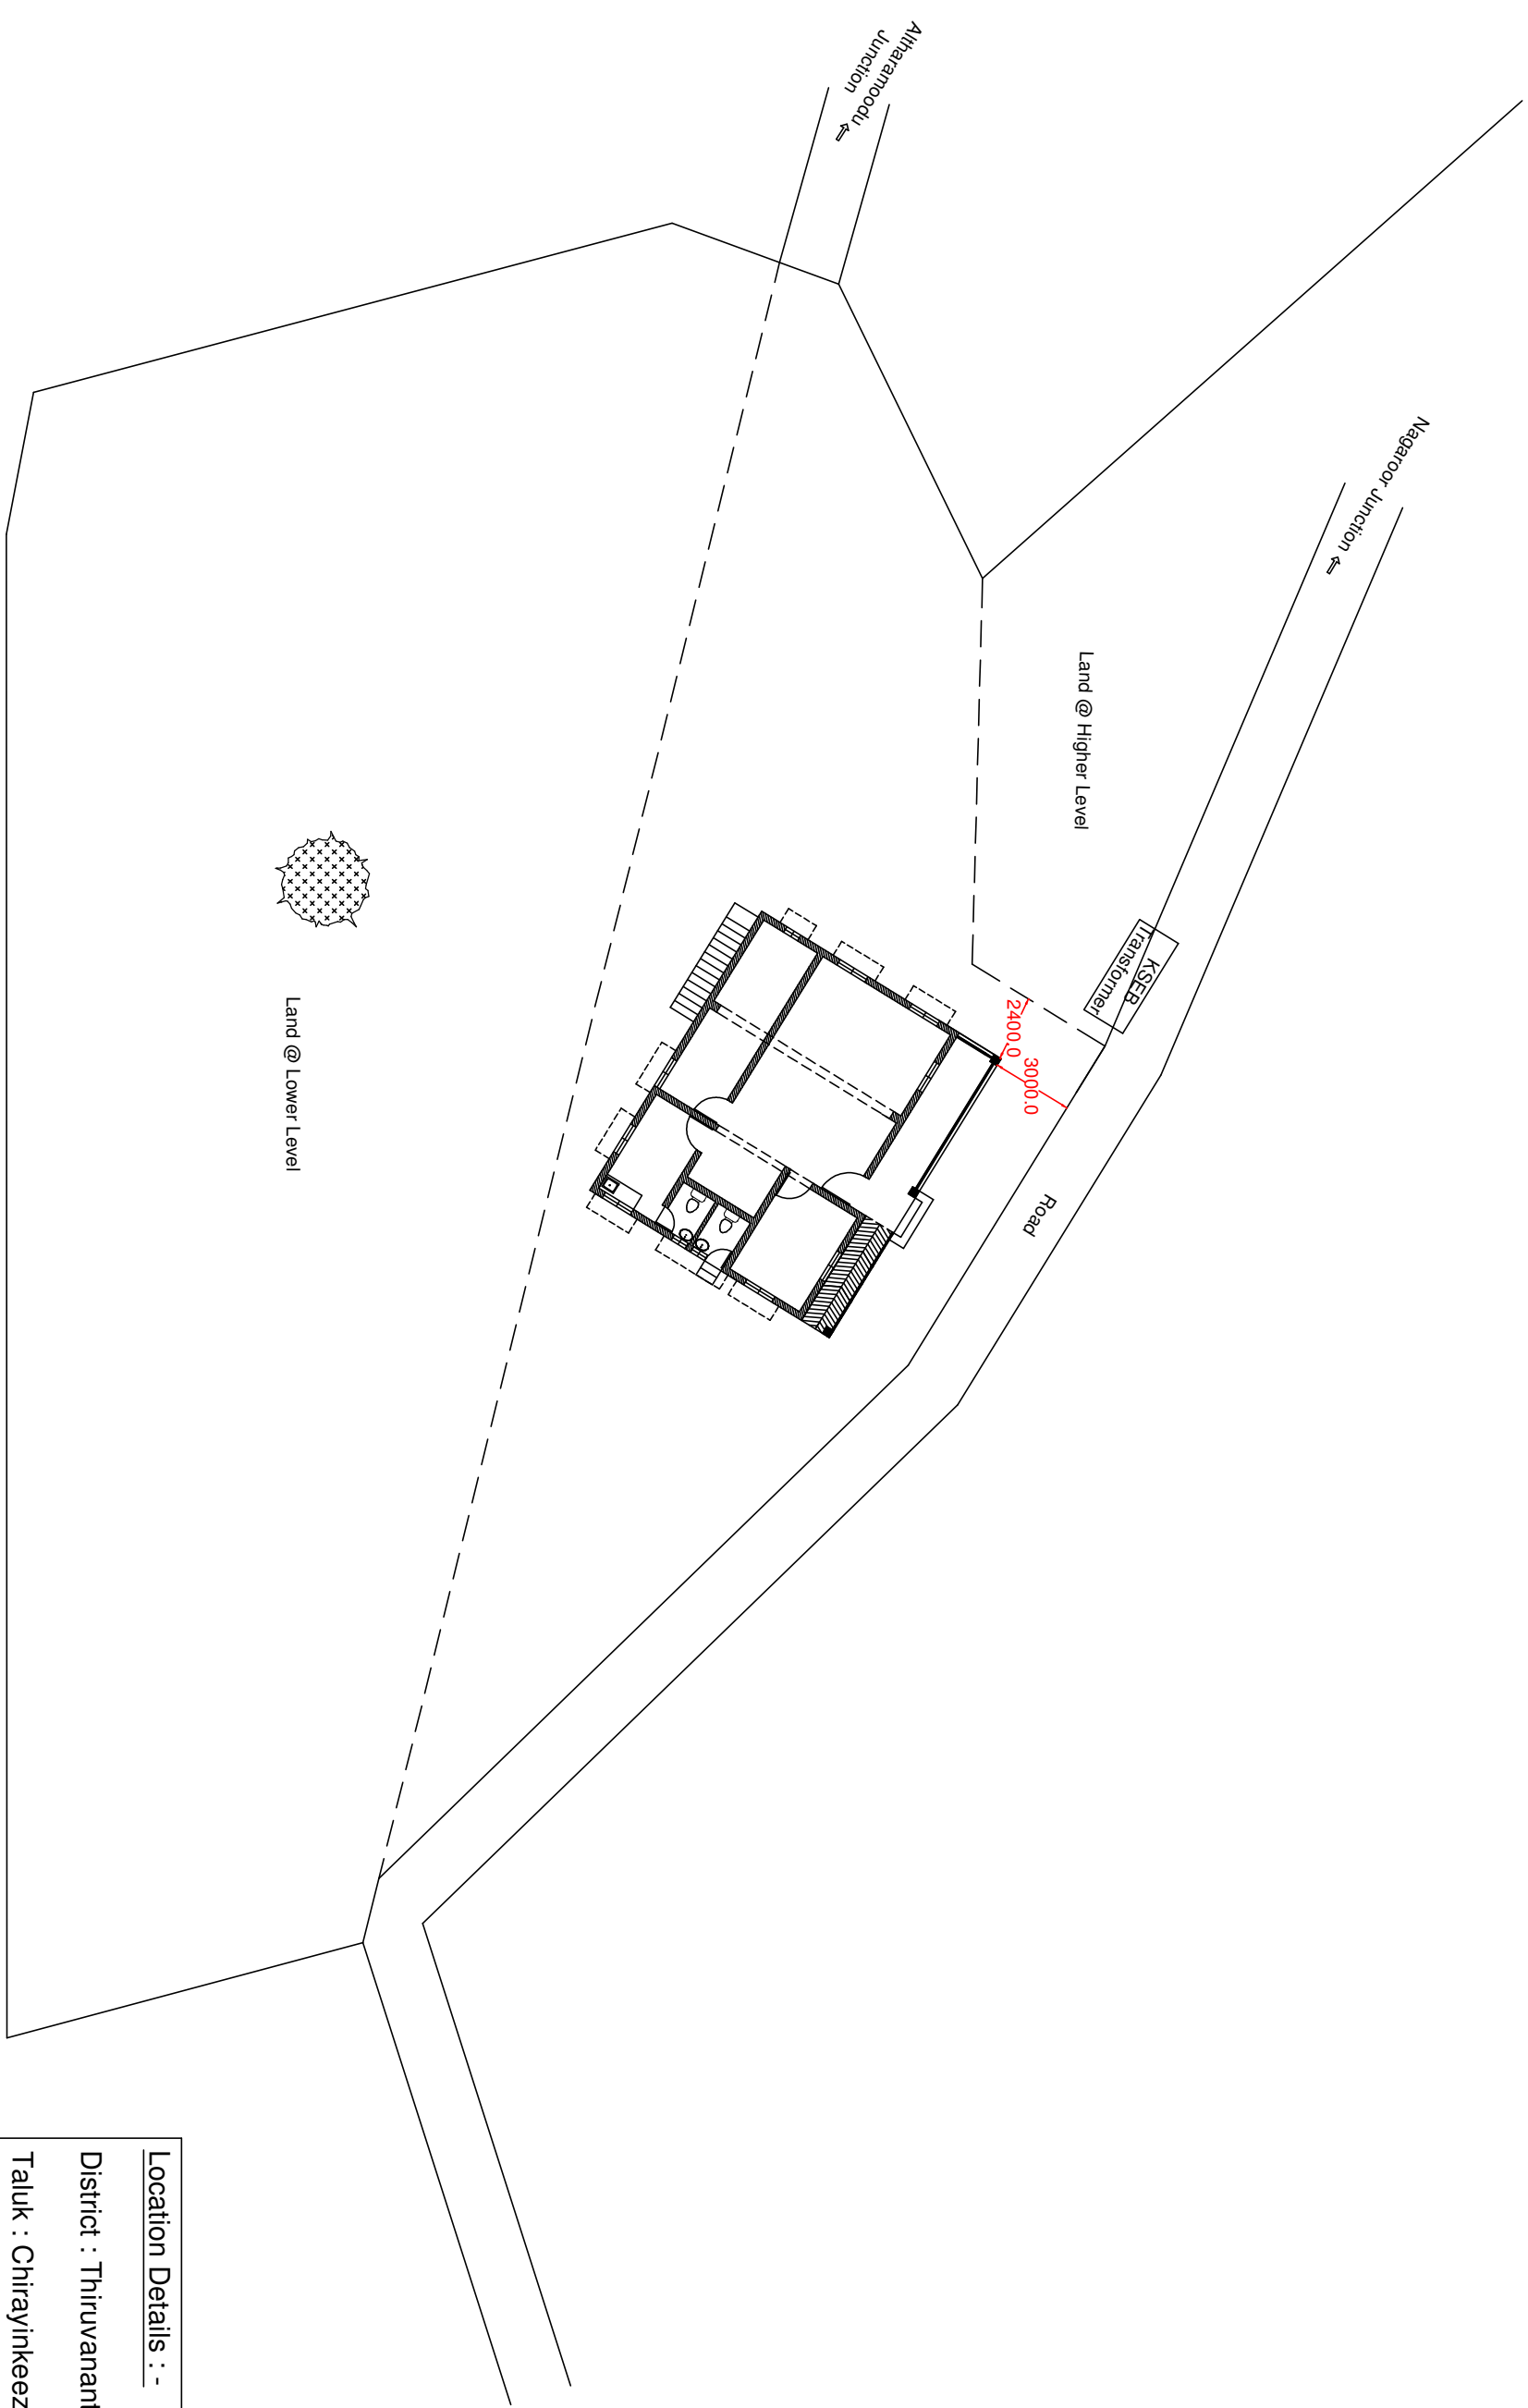 Altharamoodu
Junction
Nagaroor Junction
Land @ Higher Level
KSEB
Transformer
2400.0
3000.0
Road
Land @ Lower Level
Location Details : -
District : Thiruvanant
Taluk : Chirayinkeez